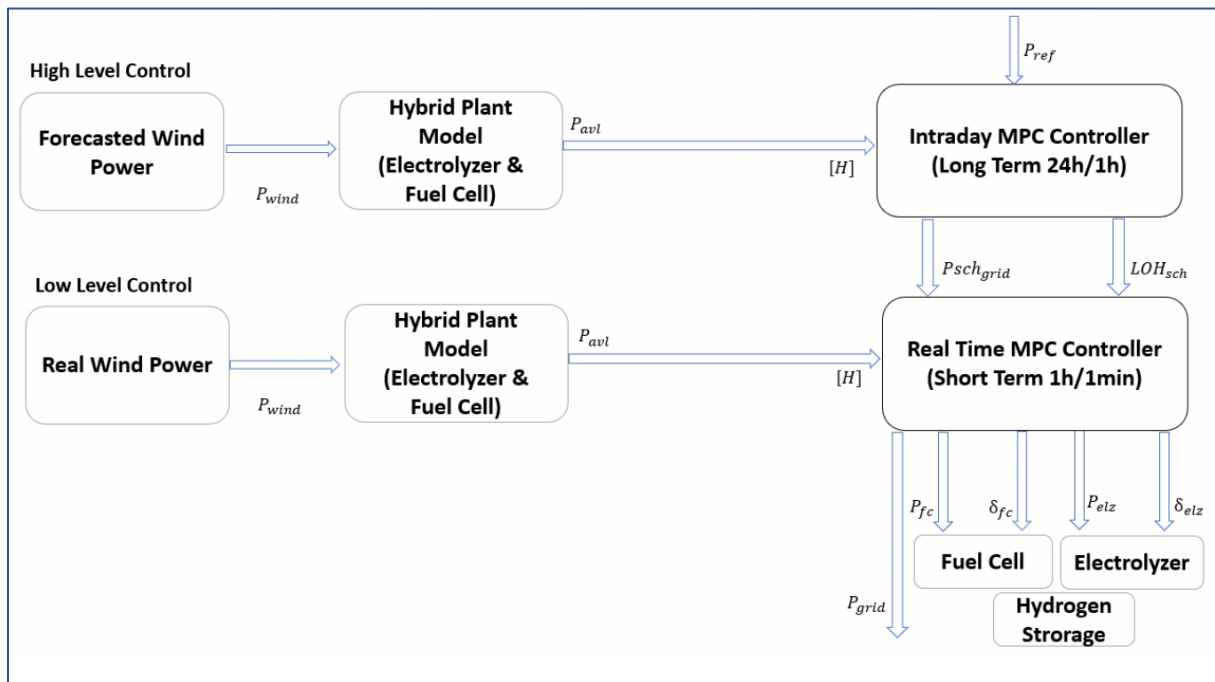 High Level Control
Forecasted Wind
Power
P_wind
Hybrid Plant
Model
(Electrolyzer &
Fuel Cell)
P_avl
[H]
P_ref
Intraday MPC Controller
(Long Term 24h/1h)
Psch_grid
LOH_sch
Low Level Control
Real Wind Power
P_wind
Hybrid Plant
Model
(Electrolyzer &
Fuel Cell)
P_avl
[H]
Real Time MPC Controller
(Short Term 1h/1min)
P_fc
δ_fc
P_elz
δ_elz
Fuel Cell
Electrolyzer
P_grid
Hydrogen
Strorage